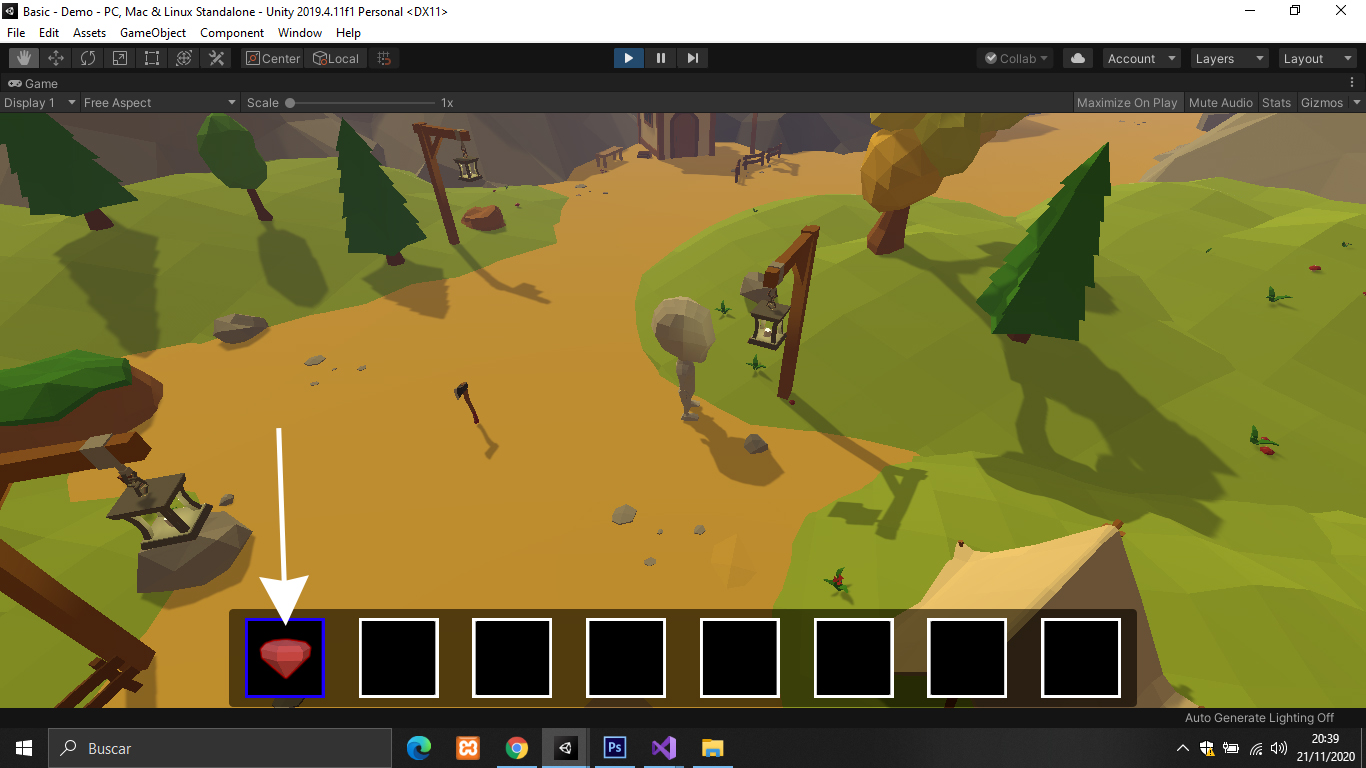 Basic - Demo - PC, Mac & Linux Standalone - Unity 2019.4.11f1 Personal <DX11>
File Edit Assets GameObject Component Window Help
Center Local Collab Account Layers Layout
Game
Display 1 Free Aspect Scale 1x Maximize On Play Mute Audio Stats Gizmos
Auto Generate Lighting Off
Buscar
Ps
20:39
21/11/2020